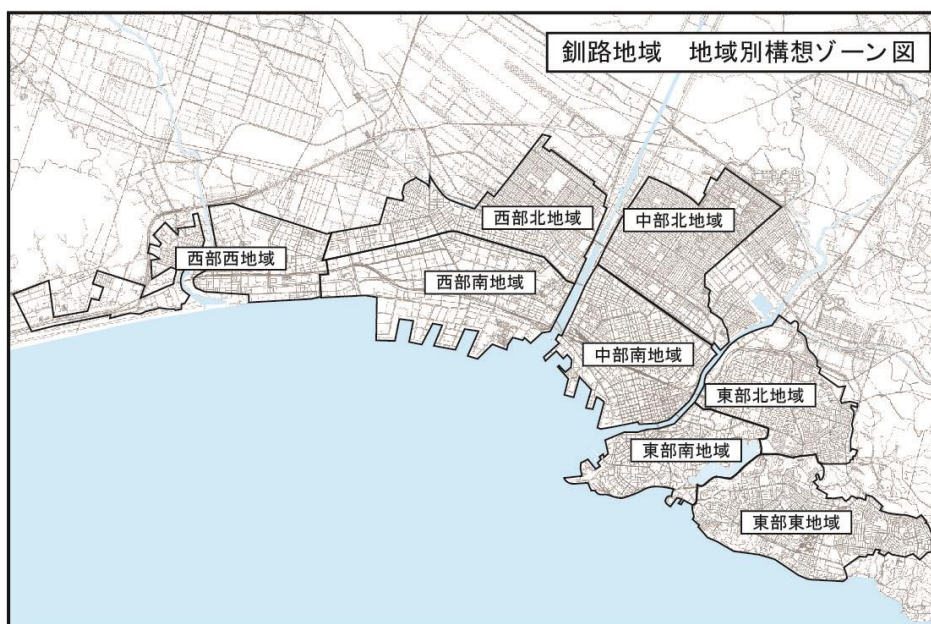 釧路地域　地域別構想ゾーン図
西部北地域
中部北地域
西部西地域
西部南地域
中部南地域
東部北地域
東部南地域
東部東地域